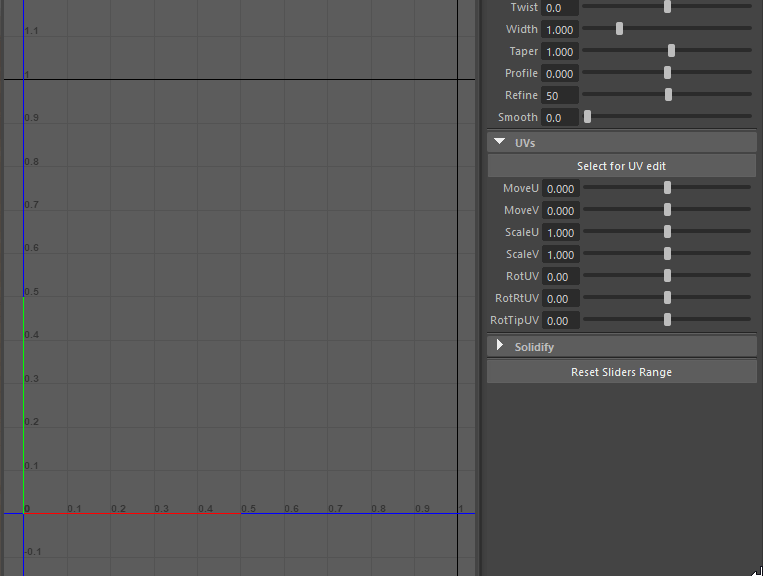 1.1
1
0.9
0.8
0.7
0.6
0.5
0.4
0.3
0.2
0.1
0 0.1 0.2 0.3 0.4 0.5 0.6 0.7 0.8 0.9 1
-0.1
Twist 0.0
Width 1.000
Taper 1.000
Profile 0.000
Refine 50
Smooth 0.0
UVs
Select for UV edit
MoveU 0.000
MoveV 0.000
ScaleU 1.000
ScaleV 1.000
RotUV 0.00
RotRtUV 0.00
RotTipUV 0.00
Solidify
Reset Sliders Range